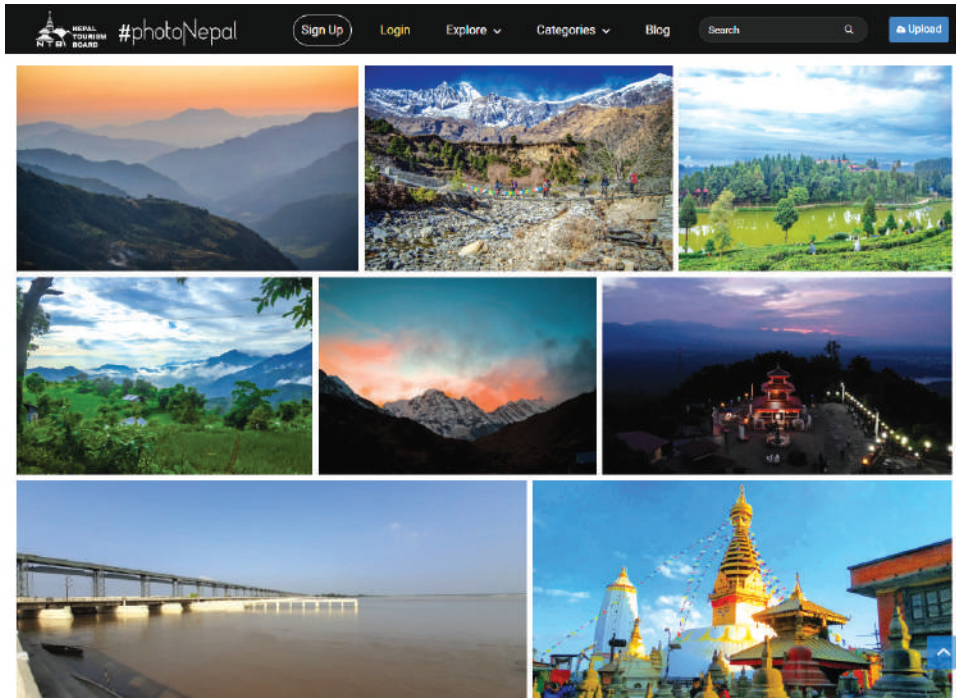 NEPAL
TOURISM
BOARD
NTB
#photoNepal
Sign Up
Login
Explore
Categories
Blog
Search
Upload